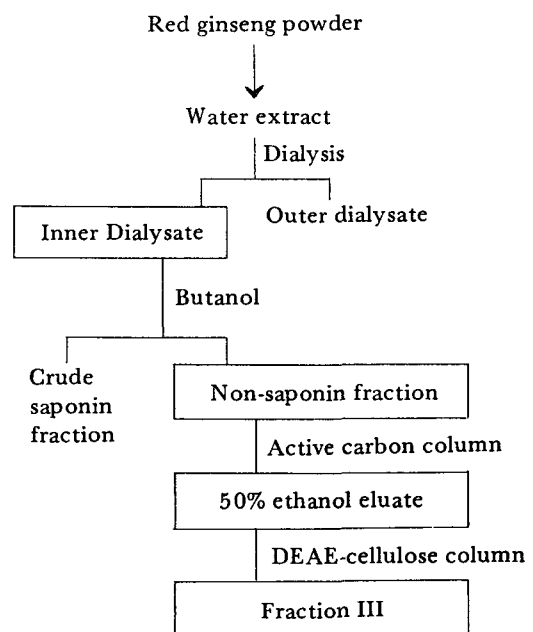 Red ginseng powder
Water extract
Dialysis
Inner Dialysate
Outer dialysate
Butanol
Crude
saponin
fraction
Non-saponin fraction
Active carbon column
50% ethanol eluate
DEAE-cellulose column
Fraction III